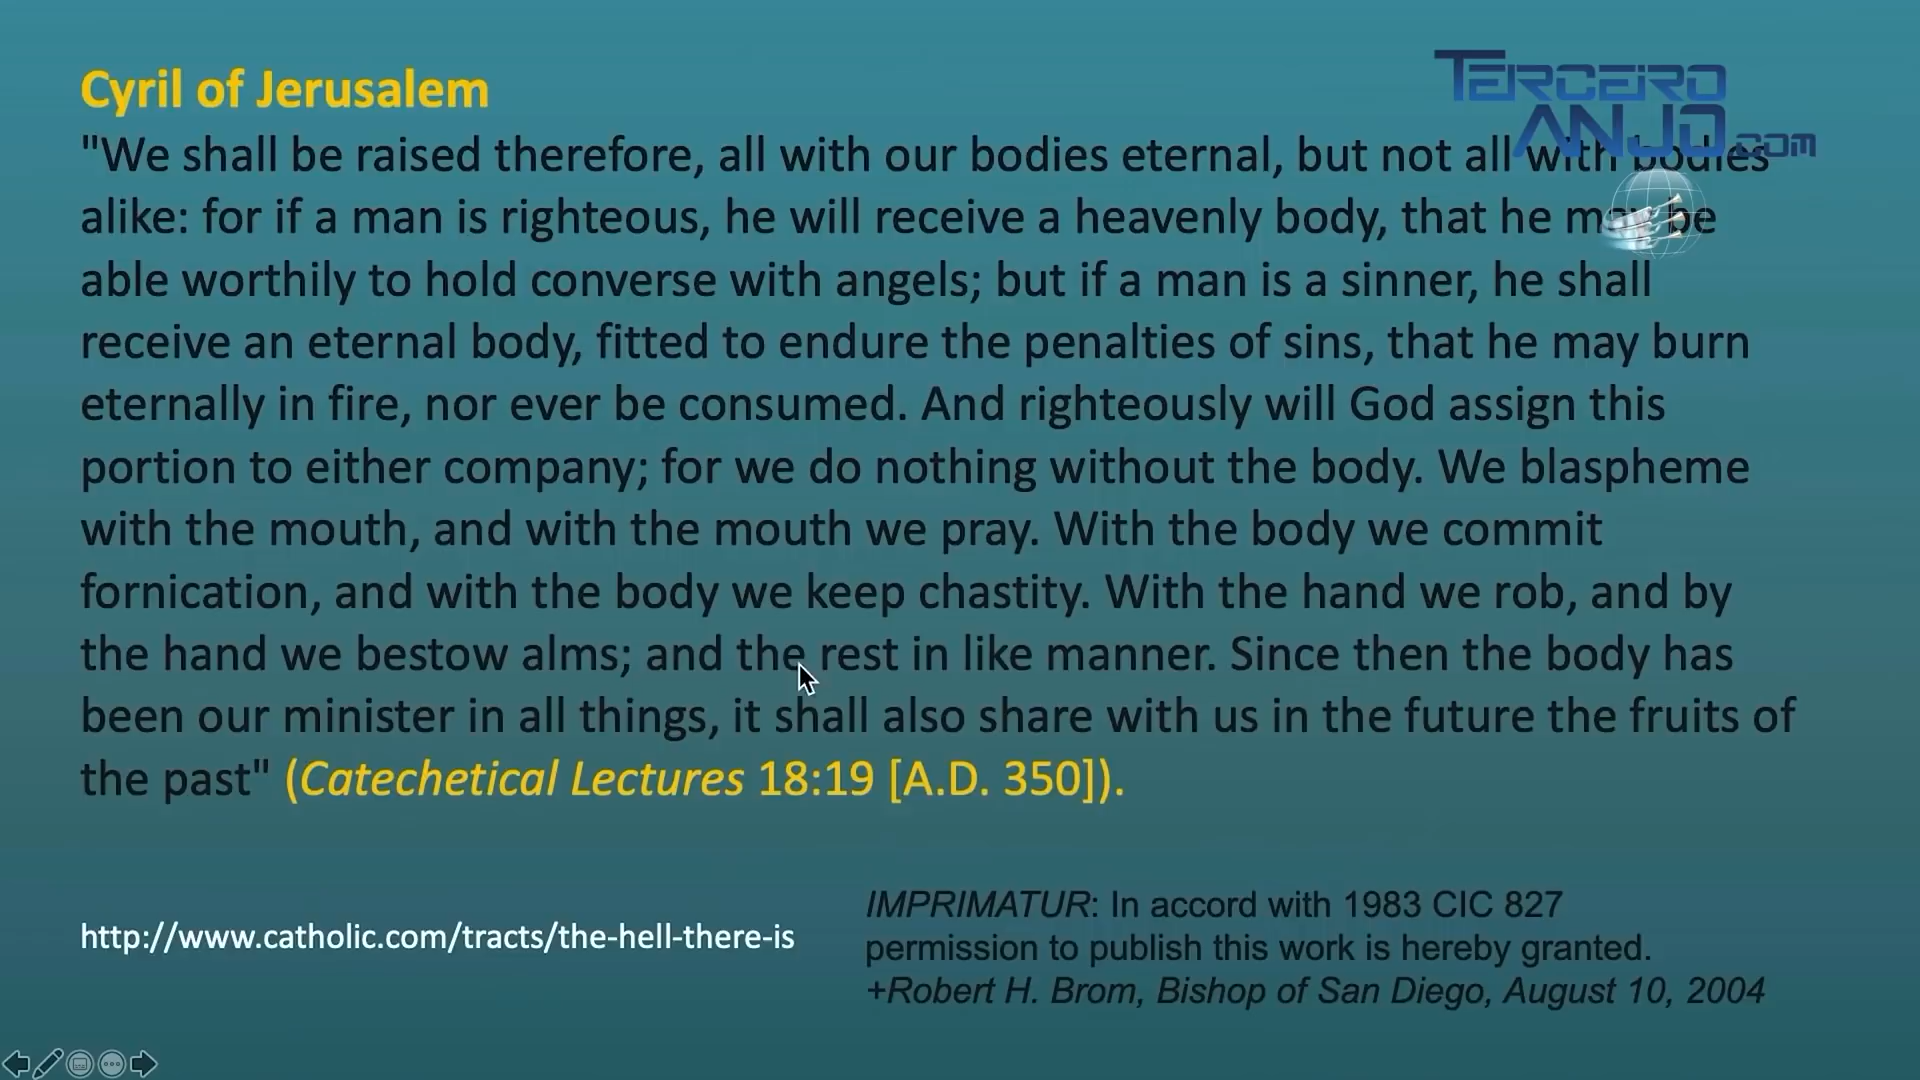 Cyril of Jerusalem
TERCEIRO
ANJO.COM
"We shall be raised therefore, all with our bodies eternal, but not all with bodies
alike: for if a man is righteous, he will receive a heavenly body, that he may be
able worthily to hold converse with angels; but if a man is a sinner, he shall
receive an eternal body, fitted to endure the penalties of sins, that he may burn
eternally in fire, nor ever be consumed. And righteously will God assign this
portion to either company; for we do nothing without the body. We blaspheme
with the mouth, and with the mouth we pray. With the body we commit
fornication, and with the body we keep chastity. With the hand we rob, and by
the hand we bestow alms; and the rest in like manner. Since then the body has
been our minister in all things, it shall also share with us in the future the fruits of
the past" (Catechetical Lectures 18:19 [A.D. 350]).
http://www.catholic.com/tracts/the-hell-there-is
IMPRIMATUR: In accord with 1983 CIC 827
permission to publish this work is hereby granted.
+Robert H. Brom, Bishop of San Diego, August 10, 2004